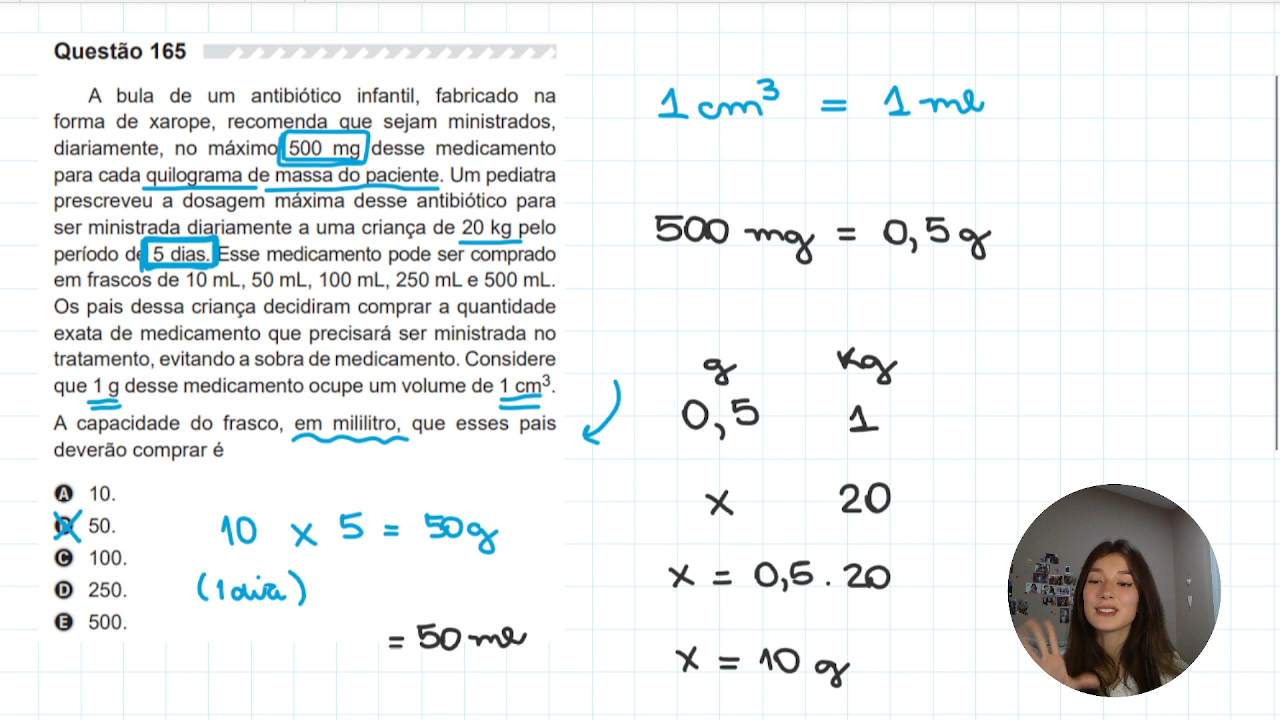 Questão 165
A bula de um antibiótico infantil, fabricado na
forma de xarope, recomenda que sejam ministrados,
diariamente, no máximo 500 mg desse medicamento
para cada quilograma de massa do paciente. Um pediatra
prescreveu a dosagem máxima desse antibiótico para
ser ministrada diariamente a uma criança de 20 kg pelo
período de 5 dias. Esse medicamento pode ser comprado
em frascos de 10 mL, 50 mL, 100 mL, 250 mL e 500 mL.
Os pais dessa criança decidiram comprar a quantidade
exata de medicamento que precisará ser ministrada no
tratamento, evitando a sobra de medicamento. Considere
que 1 g desse medicamento ocupe um volume de 1 cm³.
A capacidade do frasco, em mililitro, que esses pais
deverão comprar é
A 10.
50.
C 100.
D 250.
E 500.
10 x 5 = 50g
(1 dia)
= 50 ml
1 cm³ = 1 ml
500 mg = 0,5 g
g Kg
0,5 1
x 20
x = 0,5 . 20
x = 10 g